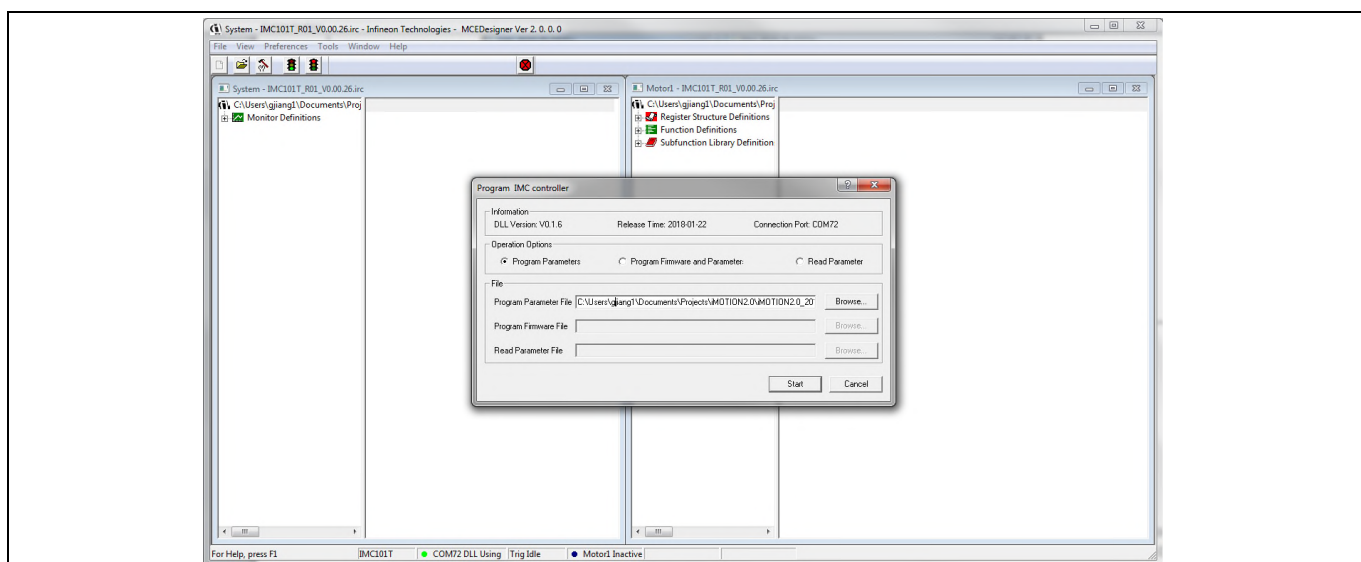 System - IMC101T_R01_V0.00.26.irc - Infineon Technologies - MCEDesigner Ver 2. 0. 0. 0
File View Preferences Tools Window Help
System - IMC101T_R01_V0.00.26.irc
C:\Users\gjiang1\Documents\Proj
Monitor Definitions
Motor1 - IMC101T_R01_V0.00.26.irc
C:\Users\gjiang1\Documents\Proj
Register Structure Definitions
Function Definitions
Subfunction Library Definition
Program IMC controller
Information
DLL Version: V0.1.6 Release Time: 2018-01-22 Connection Port: COM72
Operation Options
Program Parameters Program Firmware and Parameter: Read Parameter
File
Program Parameter File C:\Users\gjiang1\Documents\Projects\iMOTION2.0\iMOTION2.0_20 Browse...
Program Firmware File Browse...
Read Parameter File Browse...
Start Cancel
For Help, press F1 IMC101T COM72 DLL Using Trig Idle Motor1 Inactive